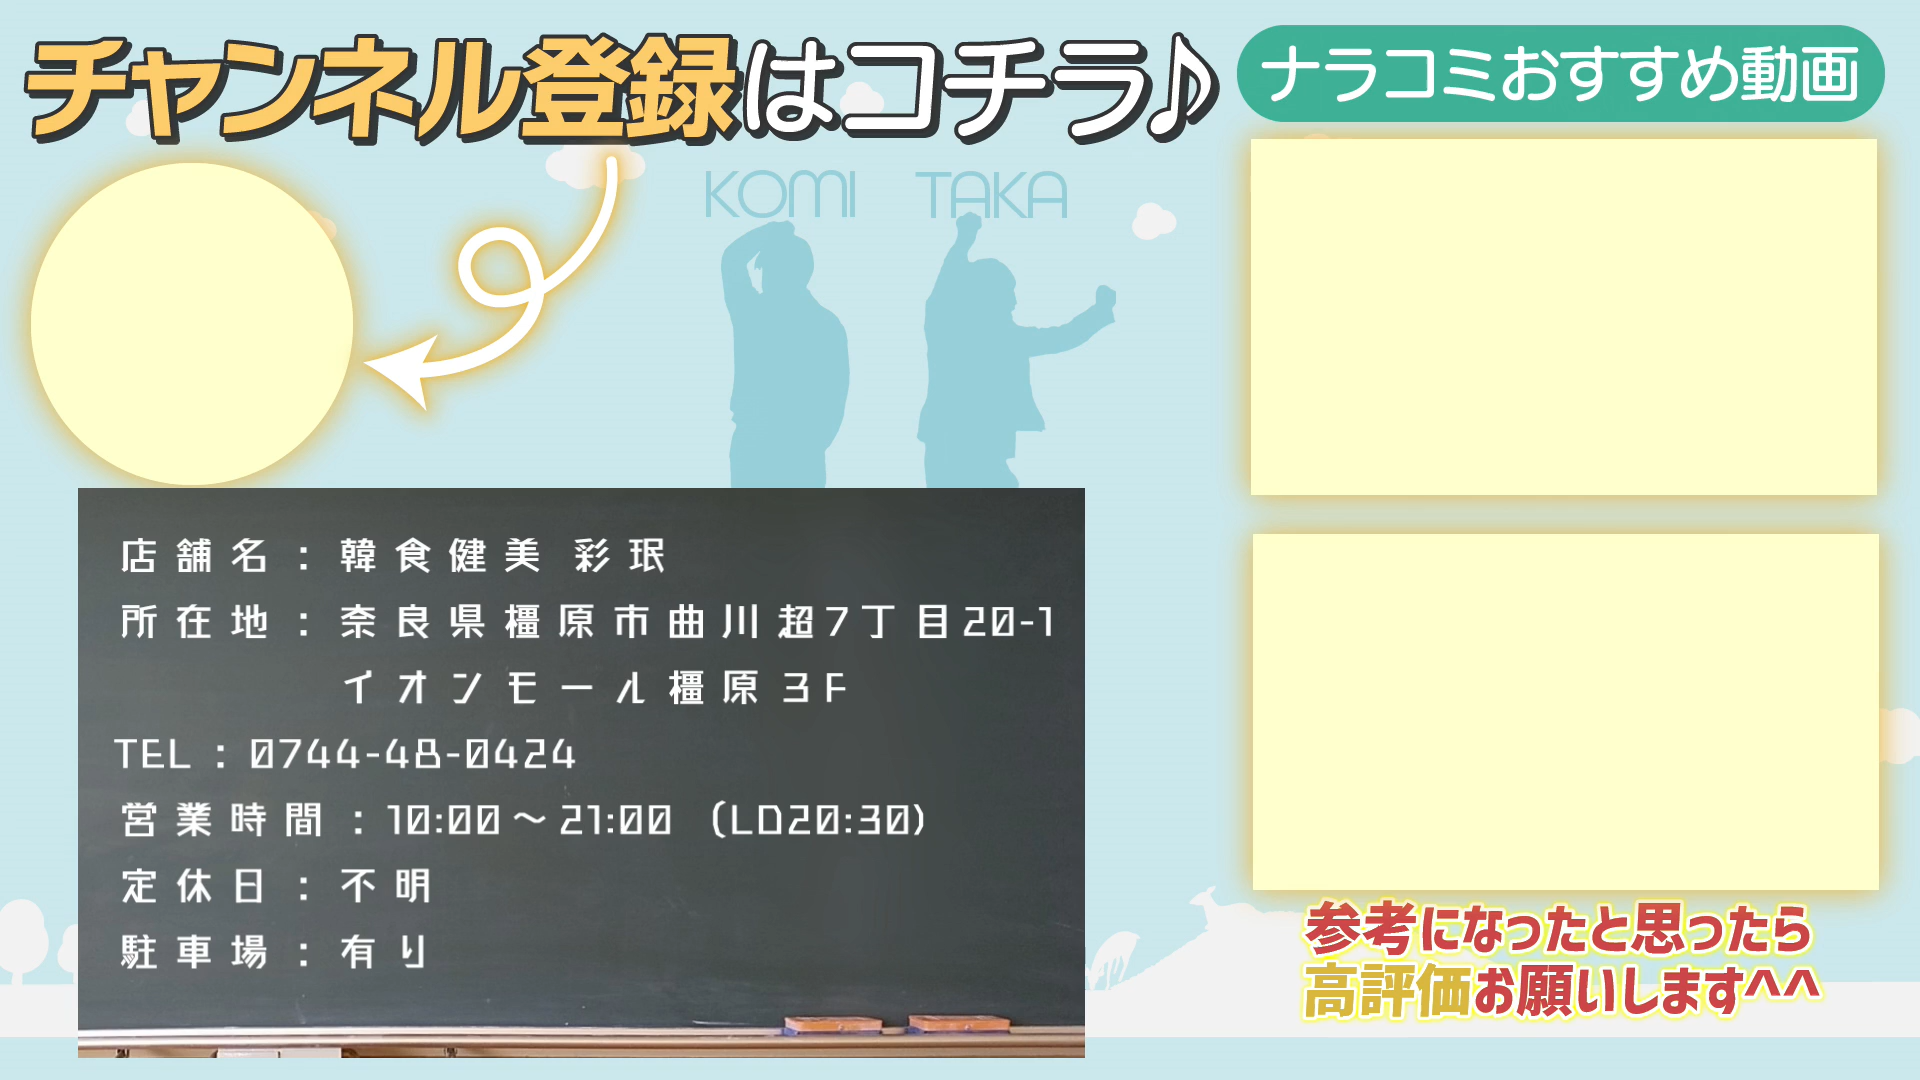 チャンネル登録はコチラ♪
ナラコミおすすめ動画
KOMI TAKA
店舗名：韓食健美 彩珉
所在地：奈良県橿原市曲川超7丁目20-1
イオンモール橿原3F
TEL：0744-48-0424
営業時間：10:00～21:00（LO20:30）
定休日：不明
駐車場：有り
参考になったと思ったら
高評価お願いします^^